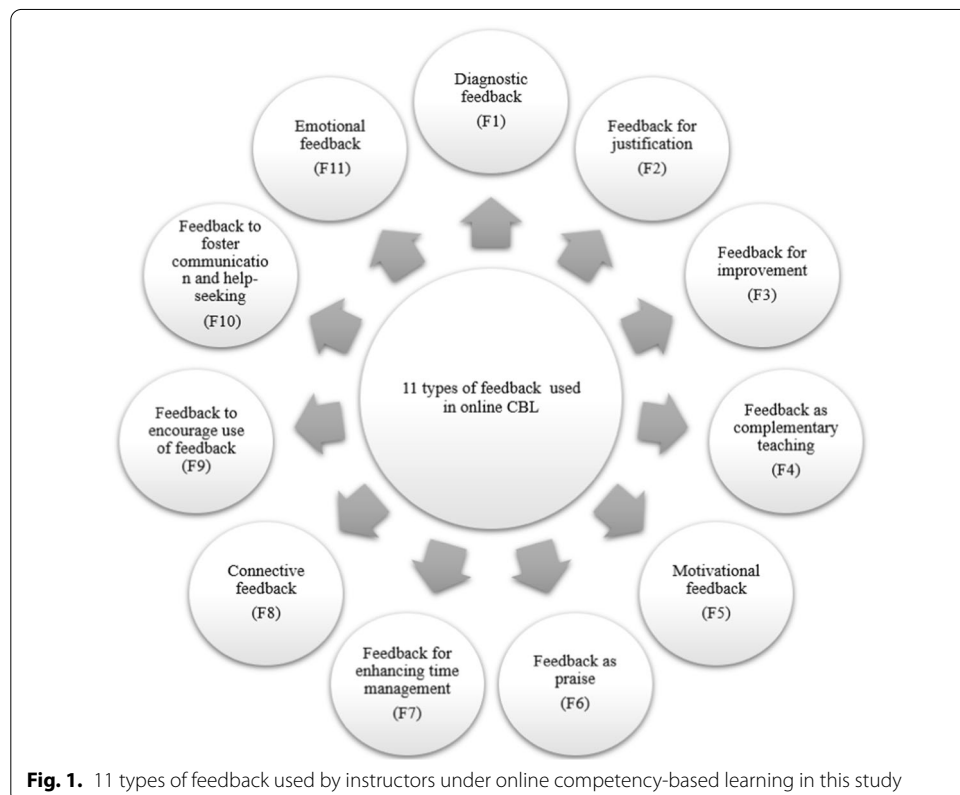 Diagnostic
feedback
(F1)
Feedback for
justification
(F2)
Feedback for
improvement
(F3)
Feedback as
complementary
teaching
(F4)
Motivational
feedback
(F5)
Feedback as
praise
(F6)
Feedback for
enhancing time
management
(F7)
Connective
feedback
(F8)
Feedback to
encourage use
of feedback
(F9)
Feedback to
foster
communicatio
n and help-
seeking
(F10)
Emotional
feedback
(F11)
11 types of feedback used
in online CBL
Fig. 1. 11 types of feedback used by instructors under online competency-based learning in this study